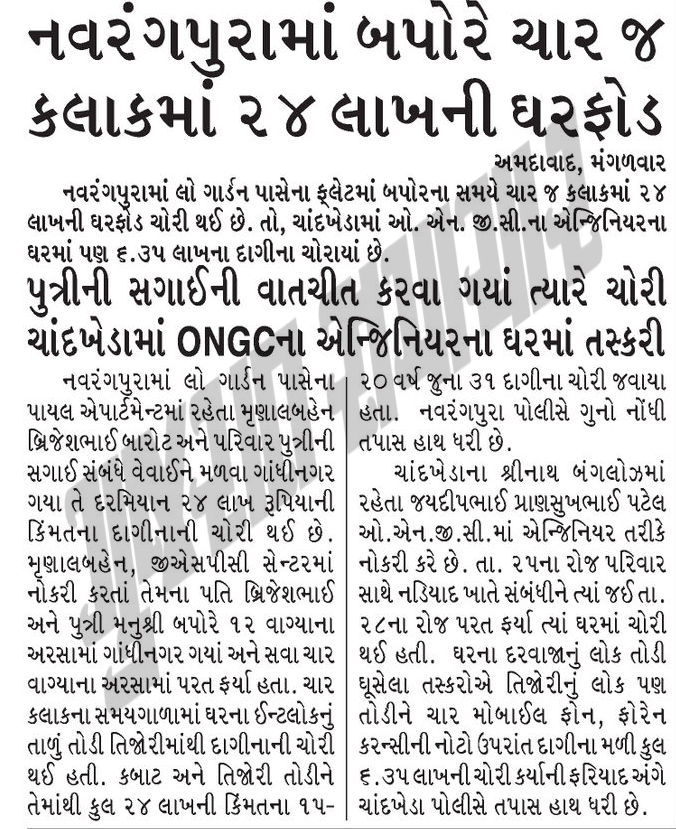 નવરંગપુરામાં બપોરે ચાર જ
કલાકમાં ૨૪ લાખની ઘરફોડ
અમદાવાદ, મંગળવાર
નવરંગપુરામાં લો ગાર્ડન પાસેના ફ્લેટમાં બપોરના સમયે ચાર જ કલાકમાં ૨૪
લાખની ઘરફોડ ચોરી થઈ છે. તો, ચાંદખેડામાં ઓ. એન. જી.સી.ના એન્જિનિયરના
ઘરમાં પણ ૬.૩૫ લાખના દાગીના ચોરાયાં છે.
પુત્રીની સગાઈની વાતચીત કરવા ગયાં ત્યારે ચોરી
ચાંદખેડામાં ONGCના એન્જિનિયરના ઘરમાં તસ્કરી
નવરંગપુરામાં લો ગાર્ડન પાસેના
પાયલ એપાર્ટમેન્ટમાં રહેતા મૃણાલબહેન
બ્રિજેશભાઈ બારોટ અને પરિવાર પુત્રીની
સગાઈ સંબંધે વેવાઈને મળવા ગાંધીનગર
ગયા તે દરમિયાન ૨૪ લાખ રૂપિયાની
કિંમતના દાગીનાની ચોરી થઈ છે.
મૃણાલબહેન, જીએસપીસી સેન્ટરમાં
નોકરી કરતાં તેમના પતિ બ્રિજેશભાઈ
અને પુત્રી મનુશ્રી બપોરે ૧૨ વાગ્યાના
અરસામાં ગાંધીનગર ગયાં અને સવા ચાર
વાગ્યાના અરસામાં પરત ફર્યા હતા. ચાર
કલાકના સમયગાળામાં ઘરના ઈન્ટલોકનું
તાળું તોડી તિજોરીમાંથી દાગીનાની ચોરી
થઈ હતી. કબાટ અને તિજોરી તોડીને
તેમાંથી કુલ ૨૪ લાખની કિંમતના ૧૫-
૨૦ વર્ષ જુના ૩૧ દાગીના ચોરી જવાયા
હતા. નવરંગપુરા પોલીસે ગુનો નોંધી
તપાસ હાથ ધરી છે.
ચાંદખેડાના શ્રીનાથ બંગલોઝમાં
રહેતા જયદીપભાઈ પ્રાણસુખભાઈ પટેલ
ઓ.એન.જી.સી.માં એન્જિનિયર તરીકે
નોકરી કરે છે. તા. ૨૫ના રોજ પરિવાર
સાથે નડિયાદ ખાતે સંબંધીને ત્યાં જઈ તા.
૨૮ના રોજ પરત ફર્યા ત્યાં ઘરમાં ચોરી
થઈ હતી. ઘરના દરવાજાનું લોક તોડી
ઘૂસેલા તસ્કરોએ તિજોરીનું લોક પણ
તોડીને ચાર મોબાઈલ ફોન, ફોરેન
કરન્સીની નોટો ઉપરાંત દાગીના મળી કુલ
૬.૩૫ લાખની ચોરી કર્યાની ફરિયાદ અંગે
ચાંદખેડા પોલીસે તપાસ હાથ ધરી છે.
ગુજરાત સમાચાર